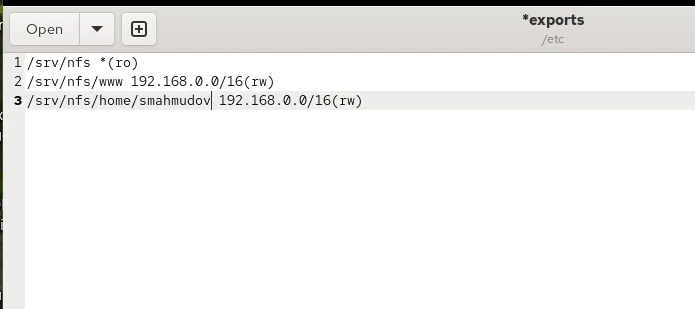 Open
*exports
/etc
1 /srv/nfs *(ro)
2 /srv/nfs/www 192.168.0.0/16(rw)
3 /srv/nfs/home/smahmudov 192.168.0.0/16(rw)